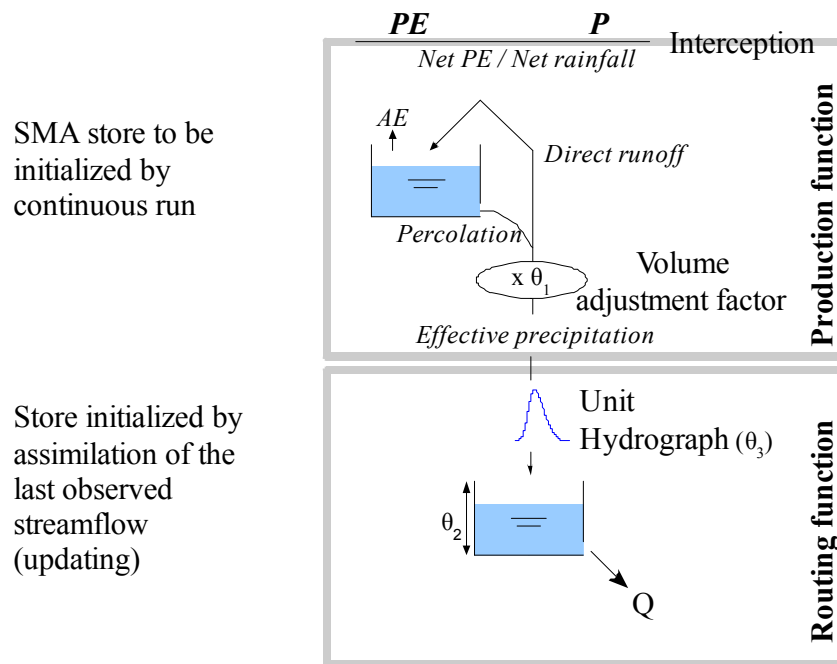 PE P
Interception
Net PE / Net rainfall
SMA store to be
initialized by
continuous run
AE
Direct runoff
Percolation
x θ1
Volume
adjustment factor
Effective precipitation
Production function
Store initialized by
assimilation of the
last observed
streamflow
(updating)
Unit
Hydrograph (θ3)
θ2
Q
Routing function